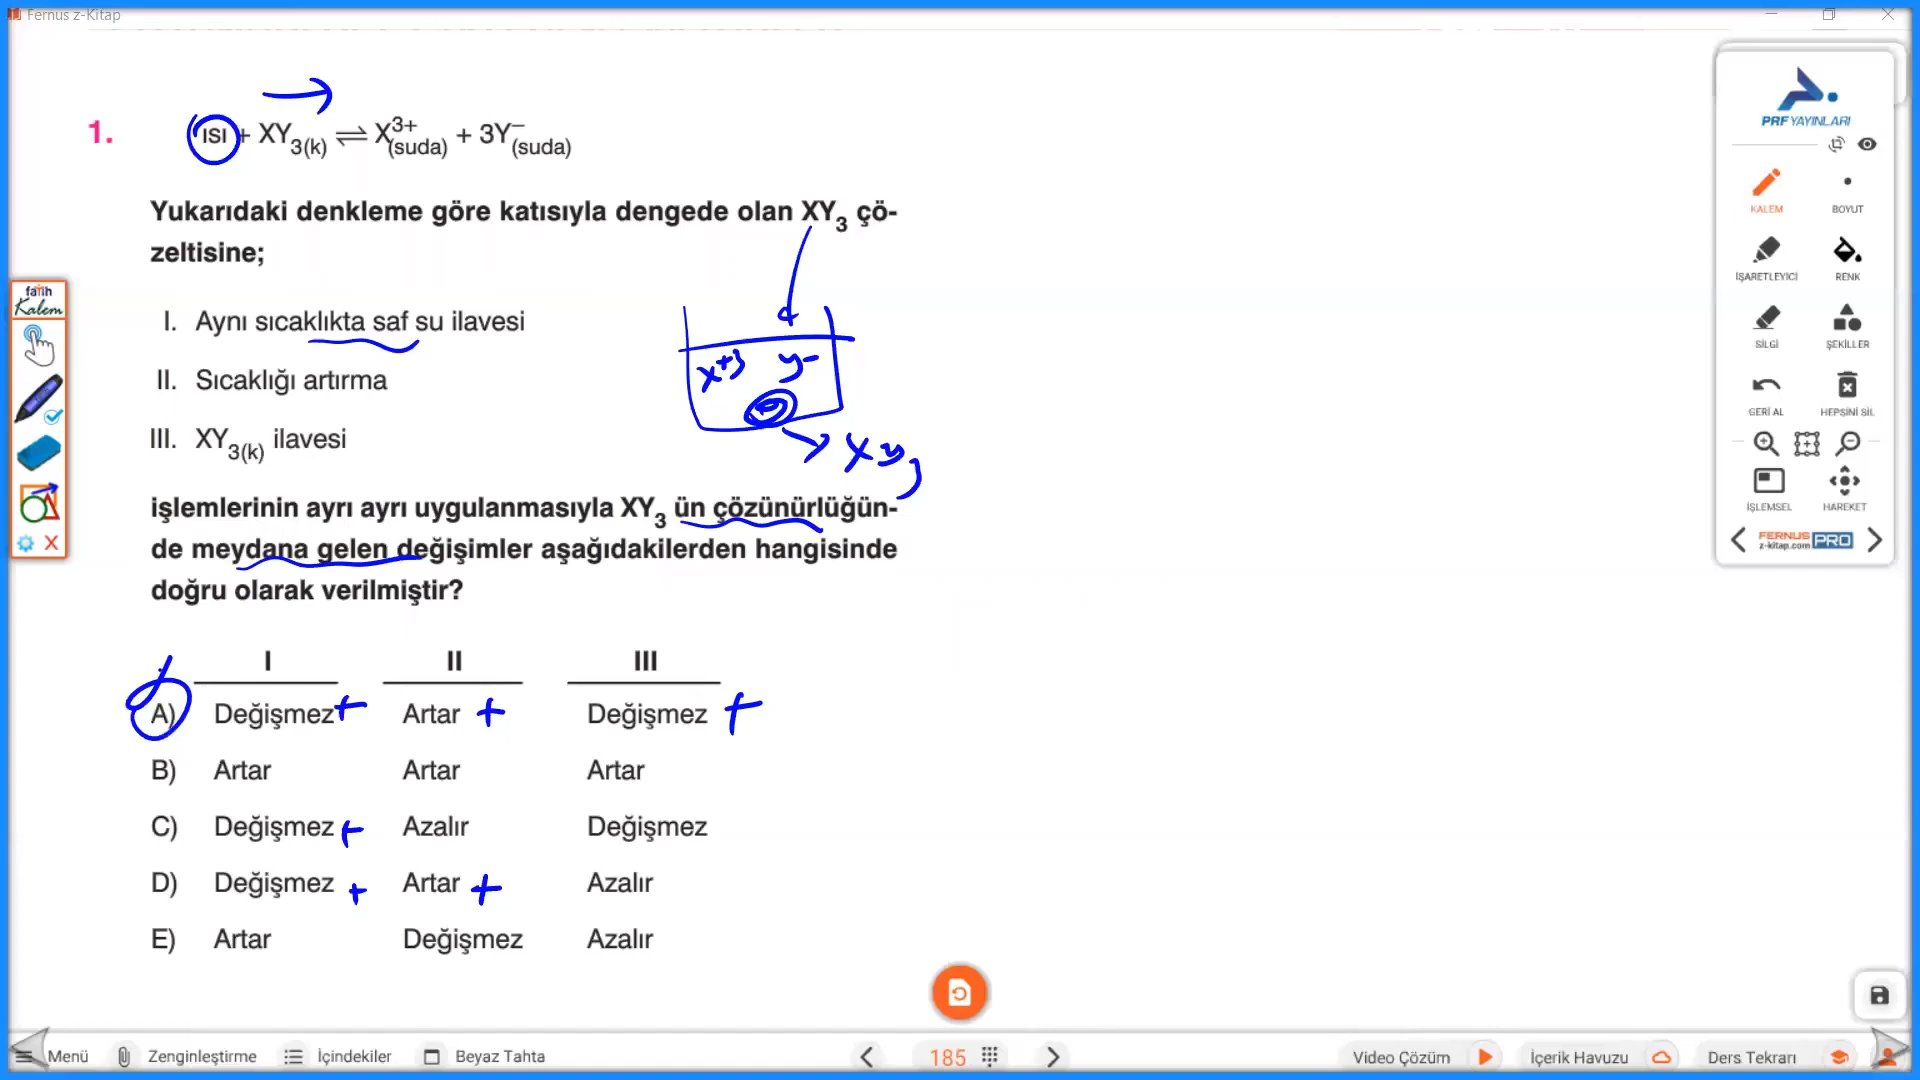 Fernus z-Kitap
1. ISI + XY3(k) ⇌ X3+(suda) + 3Y−(suda)
Yukarıdaki denkleme göre katısıyla dengede olan XY3 çö-
zeltisine;
I. Aynı sıcaklıkta saf su ilavesi
II. Sıcaklığı artırma
III. XY3(k) ilavesi
x+3 y−
xy3
işlemlerinin ayrı ayrı uygulanmasıyla XY3 ün çözünürlüğün-
de meydana gelen değişimler aşağıdakilerden hangisinde
doğru olarak verilmiştir?
I II III
A) Değişmez + Artar + Değişmez +
B) Artar Artar Artar
C) Değişmez + Azalır Değişmez
D) Değişmez + Artar + Azalır
E) Artar Değişmez Azalır
fatih
Kalem
PRF YAYINLARI
KALEM BOYUT
İŞARETLEYİCİ RENK
SİLGİ ŞEKİLLER
GERİ AL HEPSİNİ SİL
İŞLEMSEL HAREKET
FERNUS z-kitap.com PRO
Menü Zenginleştirme İçindekiler Beyaz Tahta 185 Video Çözüm İçerik Havuzu Ders Tekrarı